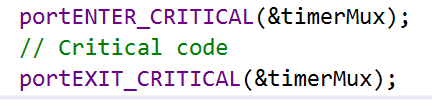 portENTER_CRITICAL(&timerMux);
// Critical code
portEXIT_CRITICAL(&timerMux);